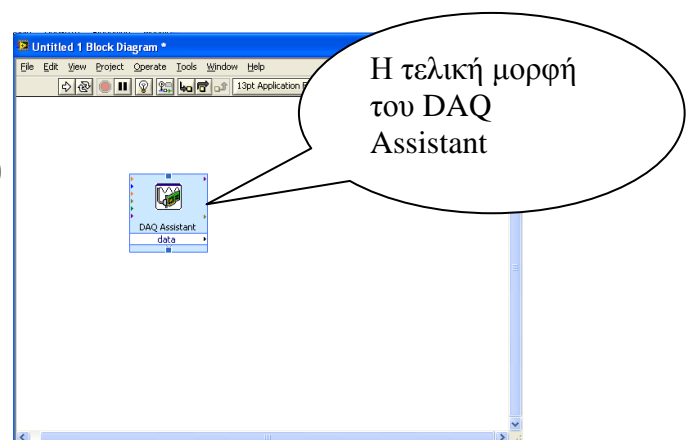 Untitled 1 Block Diagram *
File Edit View Project Operate Tools Window Help
13pt Application
Η τελική μορφή
του DAQ
Assistant
DAQ Assistant
data